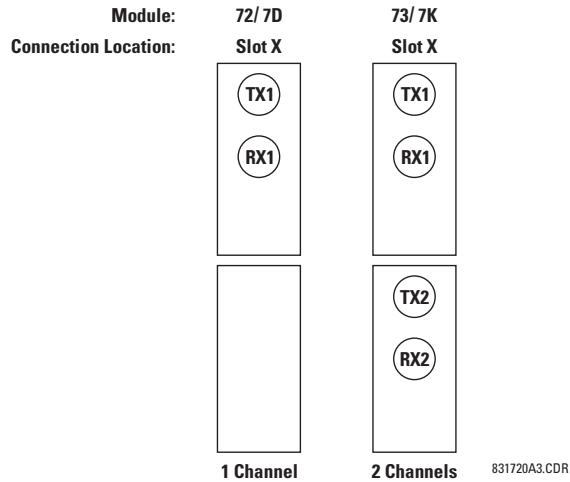 Module: 72/ 7D 73/ 7K
Connection Location: Slot X Slot X
TX1 TX1
RX1 RX1
TX2
RX2
1 Channel 2 Channels 831720A3.CDR